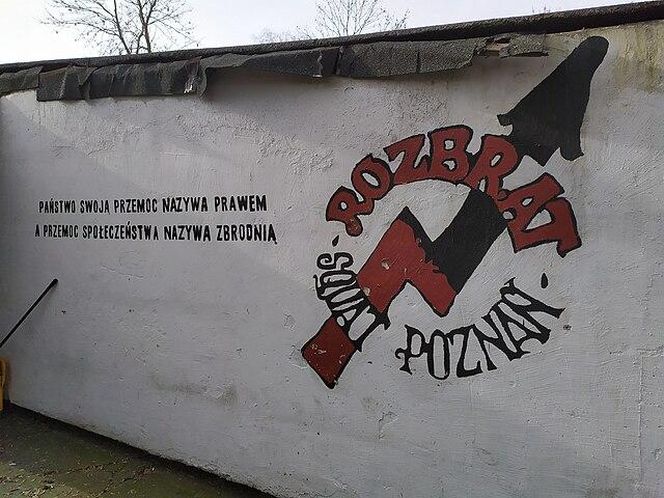 PAŃSTWO SWOJĄ PRZEMOC NAZYWA PRAWEM
A PRZEMOC SPOŁECZEŃSTWA NAZYWA ZBRODNIĄ
ROZBRAT
SQUAT
POZNAŃ